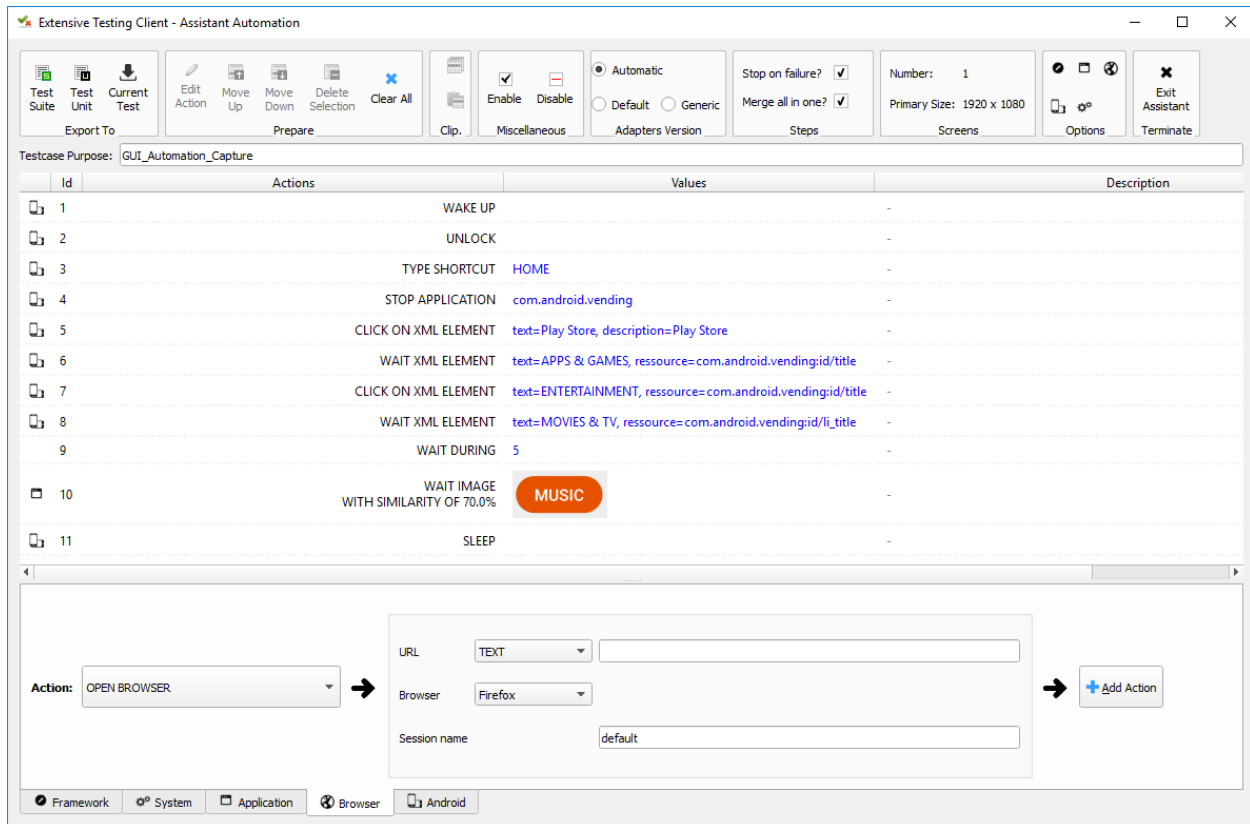 Extensive Testing Client - Assistant Automation
Test Suite Test Unit Current Test
Export To
Edit Action Move Up Move Down Delete Selection Clear All
Prepare
Clip.
Enable Disable
Miscellaneous
Automatic
Default Generic
Adapters Version
Stop on failure?
Merge all in one?
Steps
Number: 1
Primary Size: 1920 x 1080
Screens
Options
Exit Assistant
Terminate
Testcase Purpose: GUI_Automation_Capture
Id Actions Values Description
1 WAKE UP -
2 UNLOCK -
3 TYPE SHORTCUT HOME -
4 STOP APPLICATION com.android.vending -
5 CLICK ON XML ELEMENT text=Play Store, description=Play Store -
6 WAIT XML ELEMENT text=APPS & GAMES, ressource=com.android.vending:id/title -
7 CLICK ON XML ELEMENT text=ENTERTAINMENT, ressource=com.android.vending:id/title -
8 WAIT XML ELEMENT text=MOVIES & TV, ressource=com.android.vending:id/li_title -
9 WAIT DURING 5 -
10 WAIT IMAGE WITH SIMILARITY OF 70.0% MUSIC -
11 SLEEP -
URL TEXT
Action: OPEN BROWSER
Browser Firefox
Add Action
Session name default
Framework System Application Browser Android